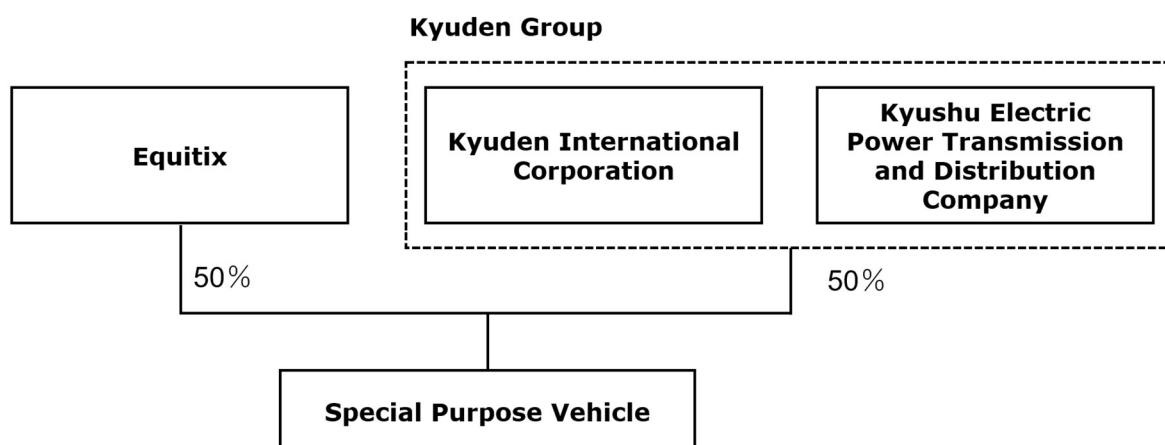 Kyuden Group
Equitix
Kyuden International
Corporation
Kyushu Electric
Power Transmission
and Distribution
Company
50%
50%
Special Purpose Vehicle